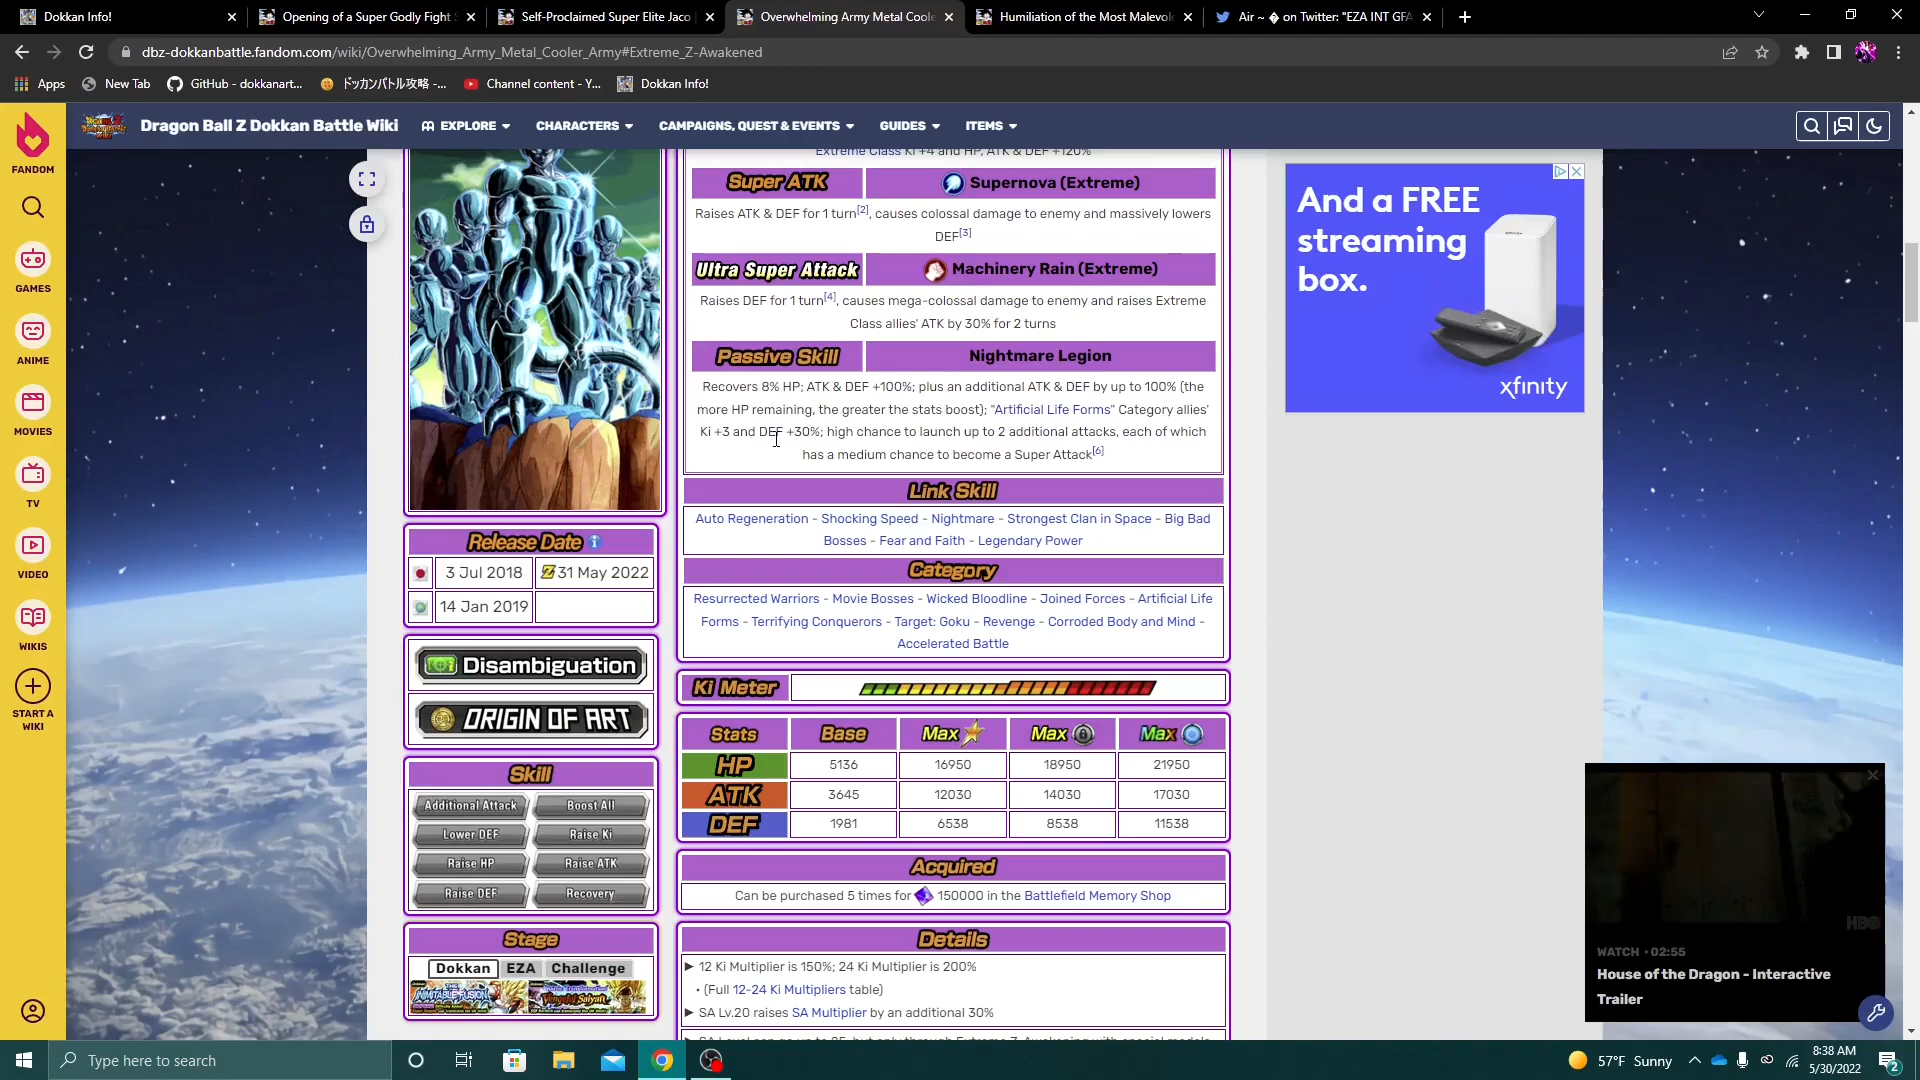 Dokkan Info!
Opening of a Super Godly Fight S
Self-Proclaimed Super Elite Jaco |
Overwhelming Army Metal Coole
Humiliation of the Most Malevole
Air ~ � on Twitter: "EZA INT GFA
dbz-dokkanbattle.fandom.com/wiki/Overwhelming_Army_Metal_Cooler_Army#Extreme_Z-Awakened
Apps
New Tab
GitHub - dokkanart...
ドッカンバトル攻略 -...
Channel content - Y...
Dokkan Info!
FANDOM
GAMES
ANIME
MOVIES
TV
VIDEO
WIKIS
START A
WIKI
Dragon Ball Z Dokkan Battle Wiki
EXPLORE
CHARACTERS
CAMPAIGNS, QUEST & EVENTS
GUIDES
ITEMS
Extreme Class Ki +4 and HP, ATK & DEF +120%
Super ATK
Supernova (Extreme)
Raises ATK & DEF for 1 turn[2], causes colossal damage to enemy and massively lowers
DEF[3]
Ultra Super Attack
Machinery Rain (Extreme)
Raises DEF for 1 turn[4], causes mega-colossal damage to enemy and raises Extreme
Class allies' ATK by 30% for 2 turns
Passive Skill
Nightmare Legion
Recovers 8% HP; ATK & DEF +100%; plus an additional ATK & DEF by up to 100% (the
more HP remaining, the greater the stats boost); "Artificial Life Forms" Category allies'
Ki +3 and DEF +30%; high chance to launch up to 2 additional attacks, each of which
has a medium chance to become a Super Attack[6]
Link Skill
Auto Regeneration - Shocking Speed - Nightmare - Strongest Clan in Space - Big Bad
Bosses - Fear and Faith - Legendary Power
Category
Resurrected Warriors - Movie Bosses - Wicked Bloodline - Joined Forces - Artificial Life
Forms - Terrifying Conquerors - Target: Goku - Revenge - Corroded Body and Mind -
Accelerated Battle
Ki Meter
Stats Base Max Max Max
HP 5136 16950 18950 21950
ATK 3645 12030 14030 17030
DEF 1981 6538 8538 11538
Acquired
Can be purchased 5 times for 150000 in the Battlefield Memory Shop
Details
► 12 Ki Multiplier is 150%; 24 Ki Multiplier is 200%
• (Full 12-24 Ki Multipliers table)
► SA Lv.20 raises SA Multiplier by an additional 30%
Release Date
3 Jul 2018
Z 31 May 2022
14 Jan 2019
Disambiguation
ORIGIN OF ART
Skill
Additional Attack
Boost All
Lower DEF
Raise Ki
Raise HP
Raise ATK
Raise DEF
Recovery
Stage
Dokkan
EZA
Challenge
And a FREE
streaming
box.
xfinity
HBO
WATCH • 02:55
House of the Dragon - Interactive
Trailer
Type here to search
57°F Sunny
8:38 AM
5/30/2022
2